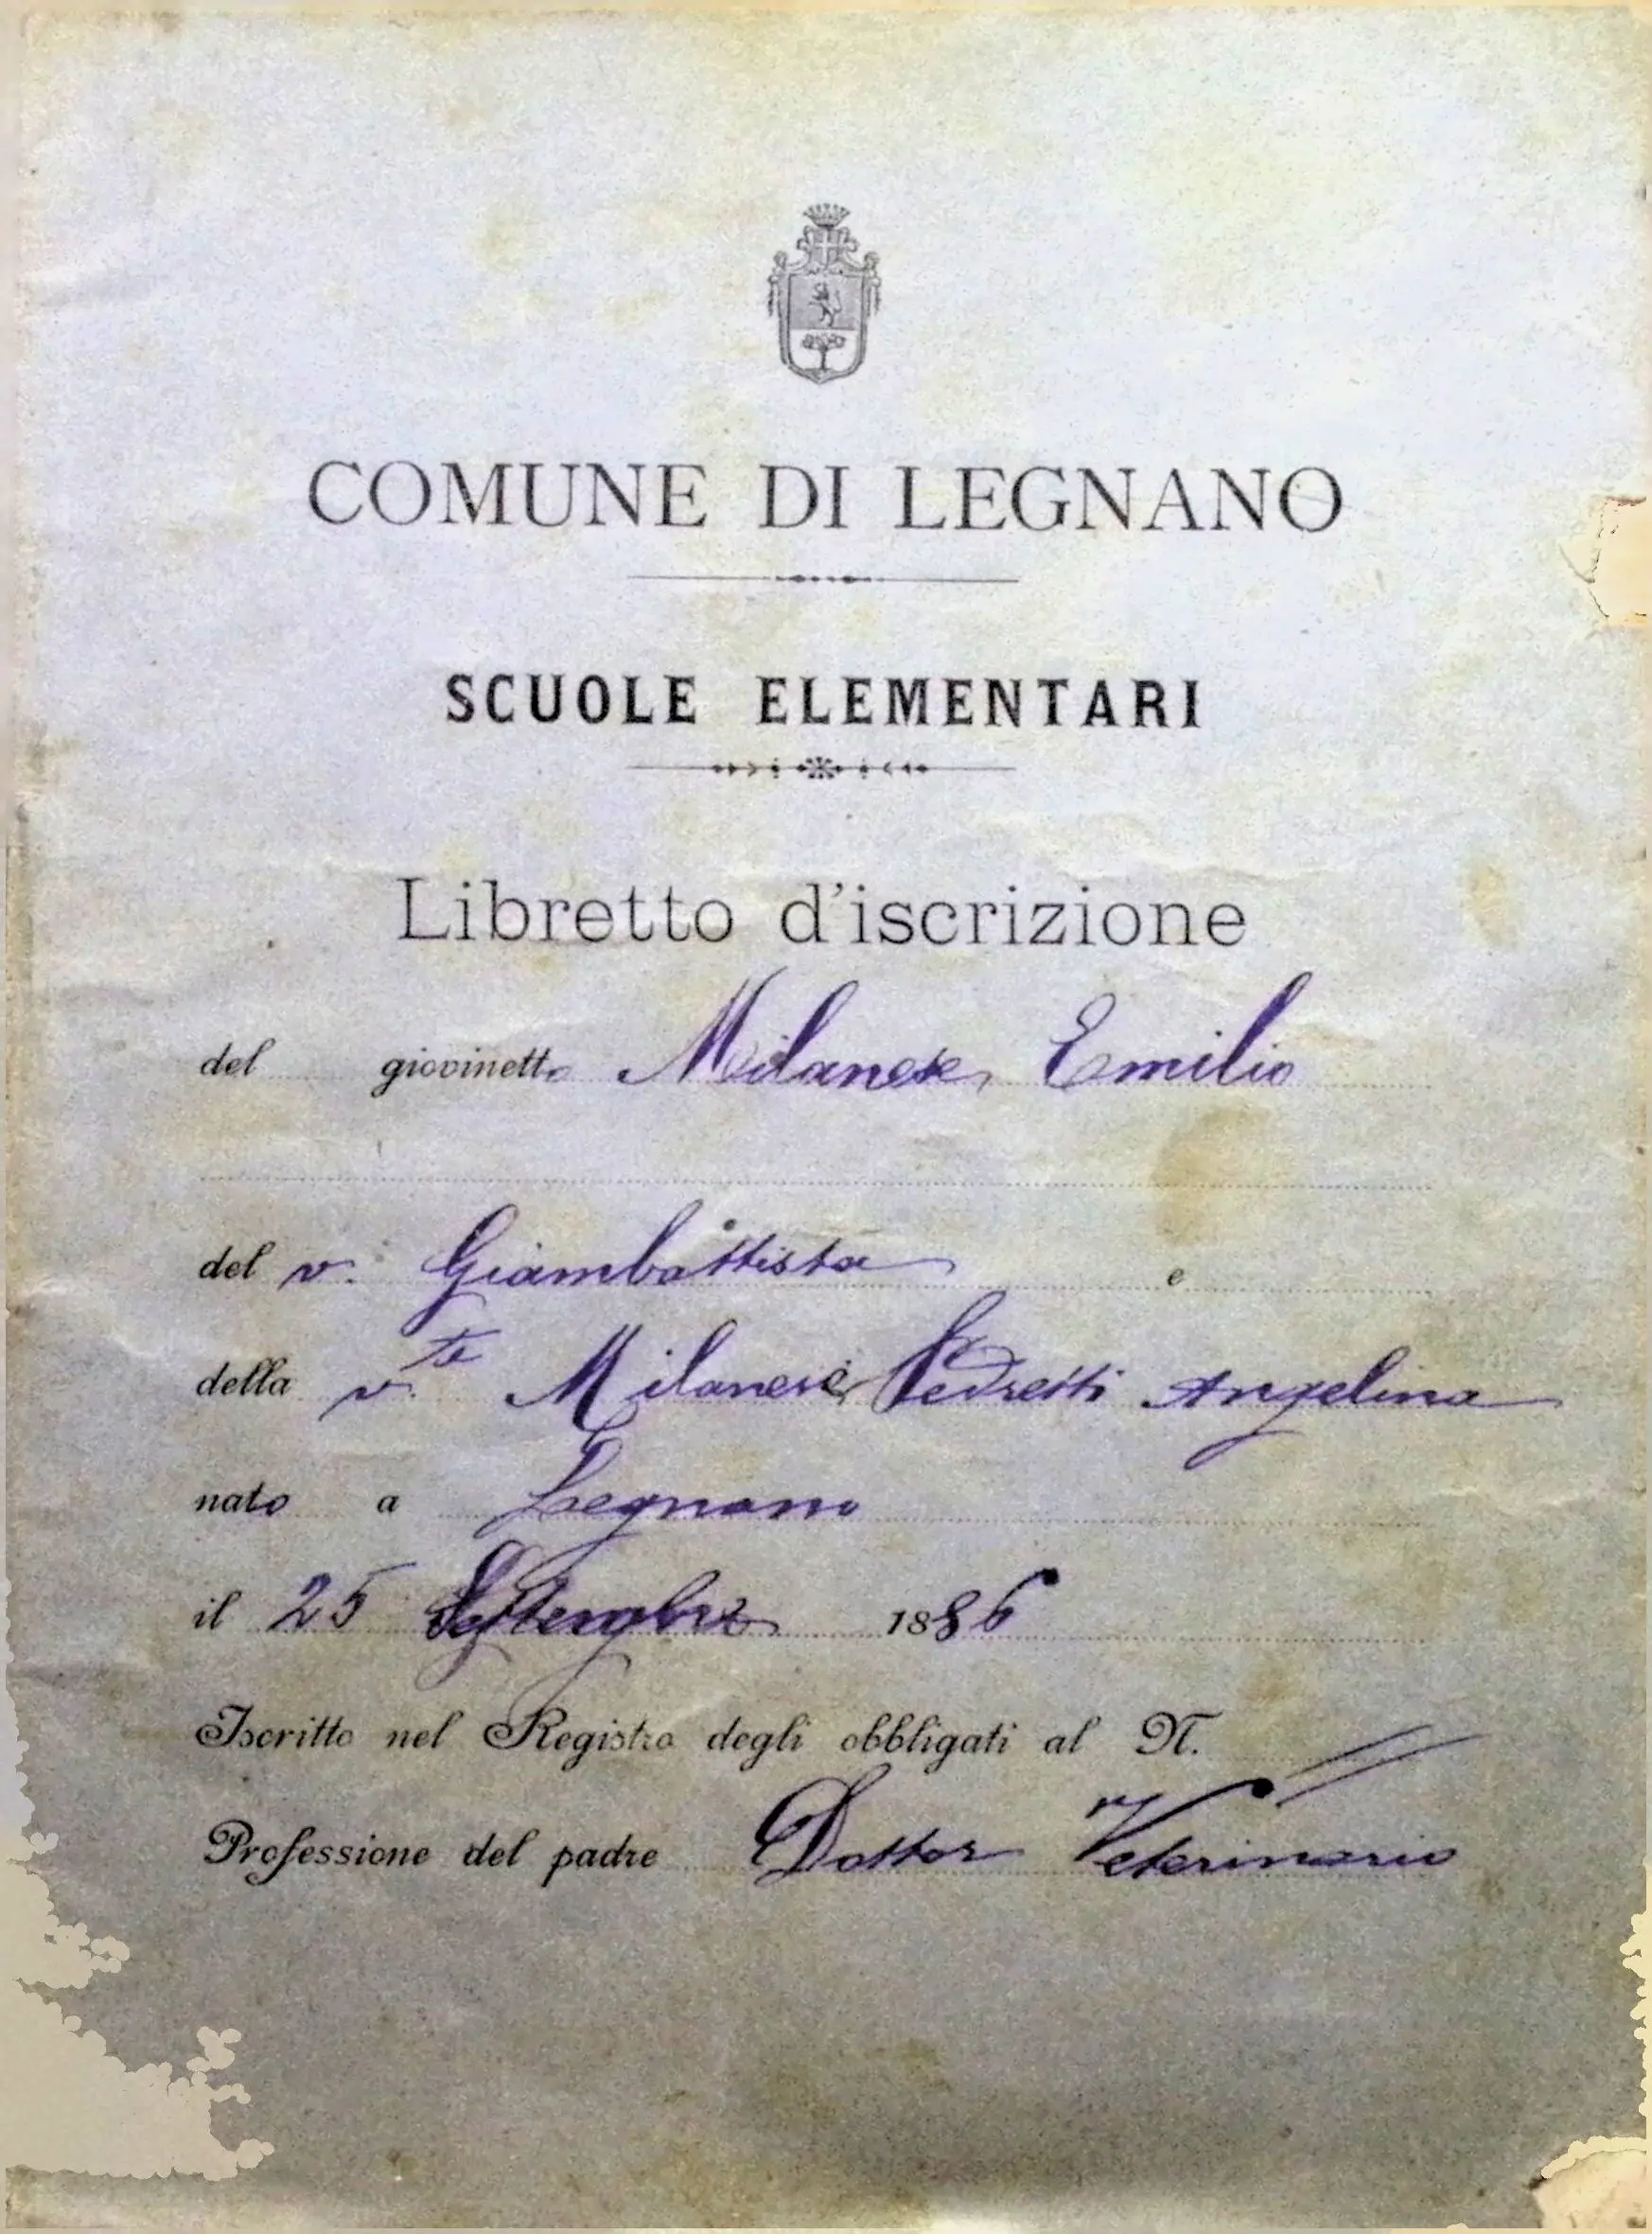 COMUNE DI LEGNANO
SCUOLE ELEMENTARI
Libretto d'iscrizione
del giovinetto Milanese Emilio
del v. Giambattista e
della v.te Milanese Pedretti Angelina
nato a Legnano
il 25 Settembre 1886
Iscritto nel Registro degli obbligati al N.
Professione del padre Dottor Veterinario